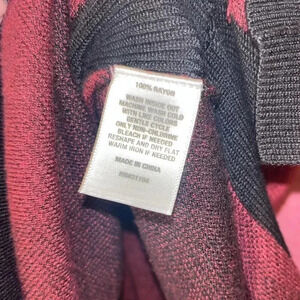 100% RAYON
WASH INSIDE OUT
MACHINE WASH COLD
WITH LIKE COLORS
GENTLE CYCLE
ONLY NON-CHLORINE
BLEACH IF NEEDED
RESHAPE AND DRY FLAT
WARM IRON IF NEEDED
MADE IN CHINA